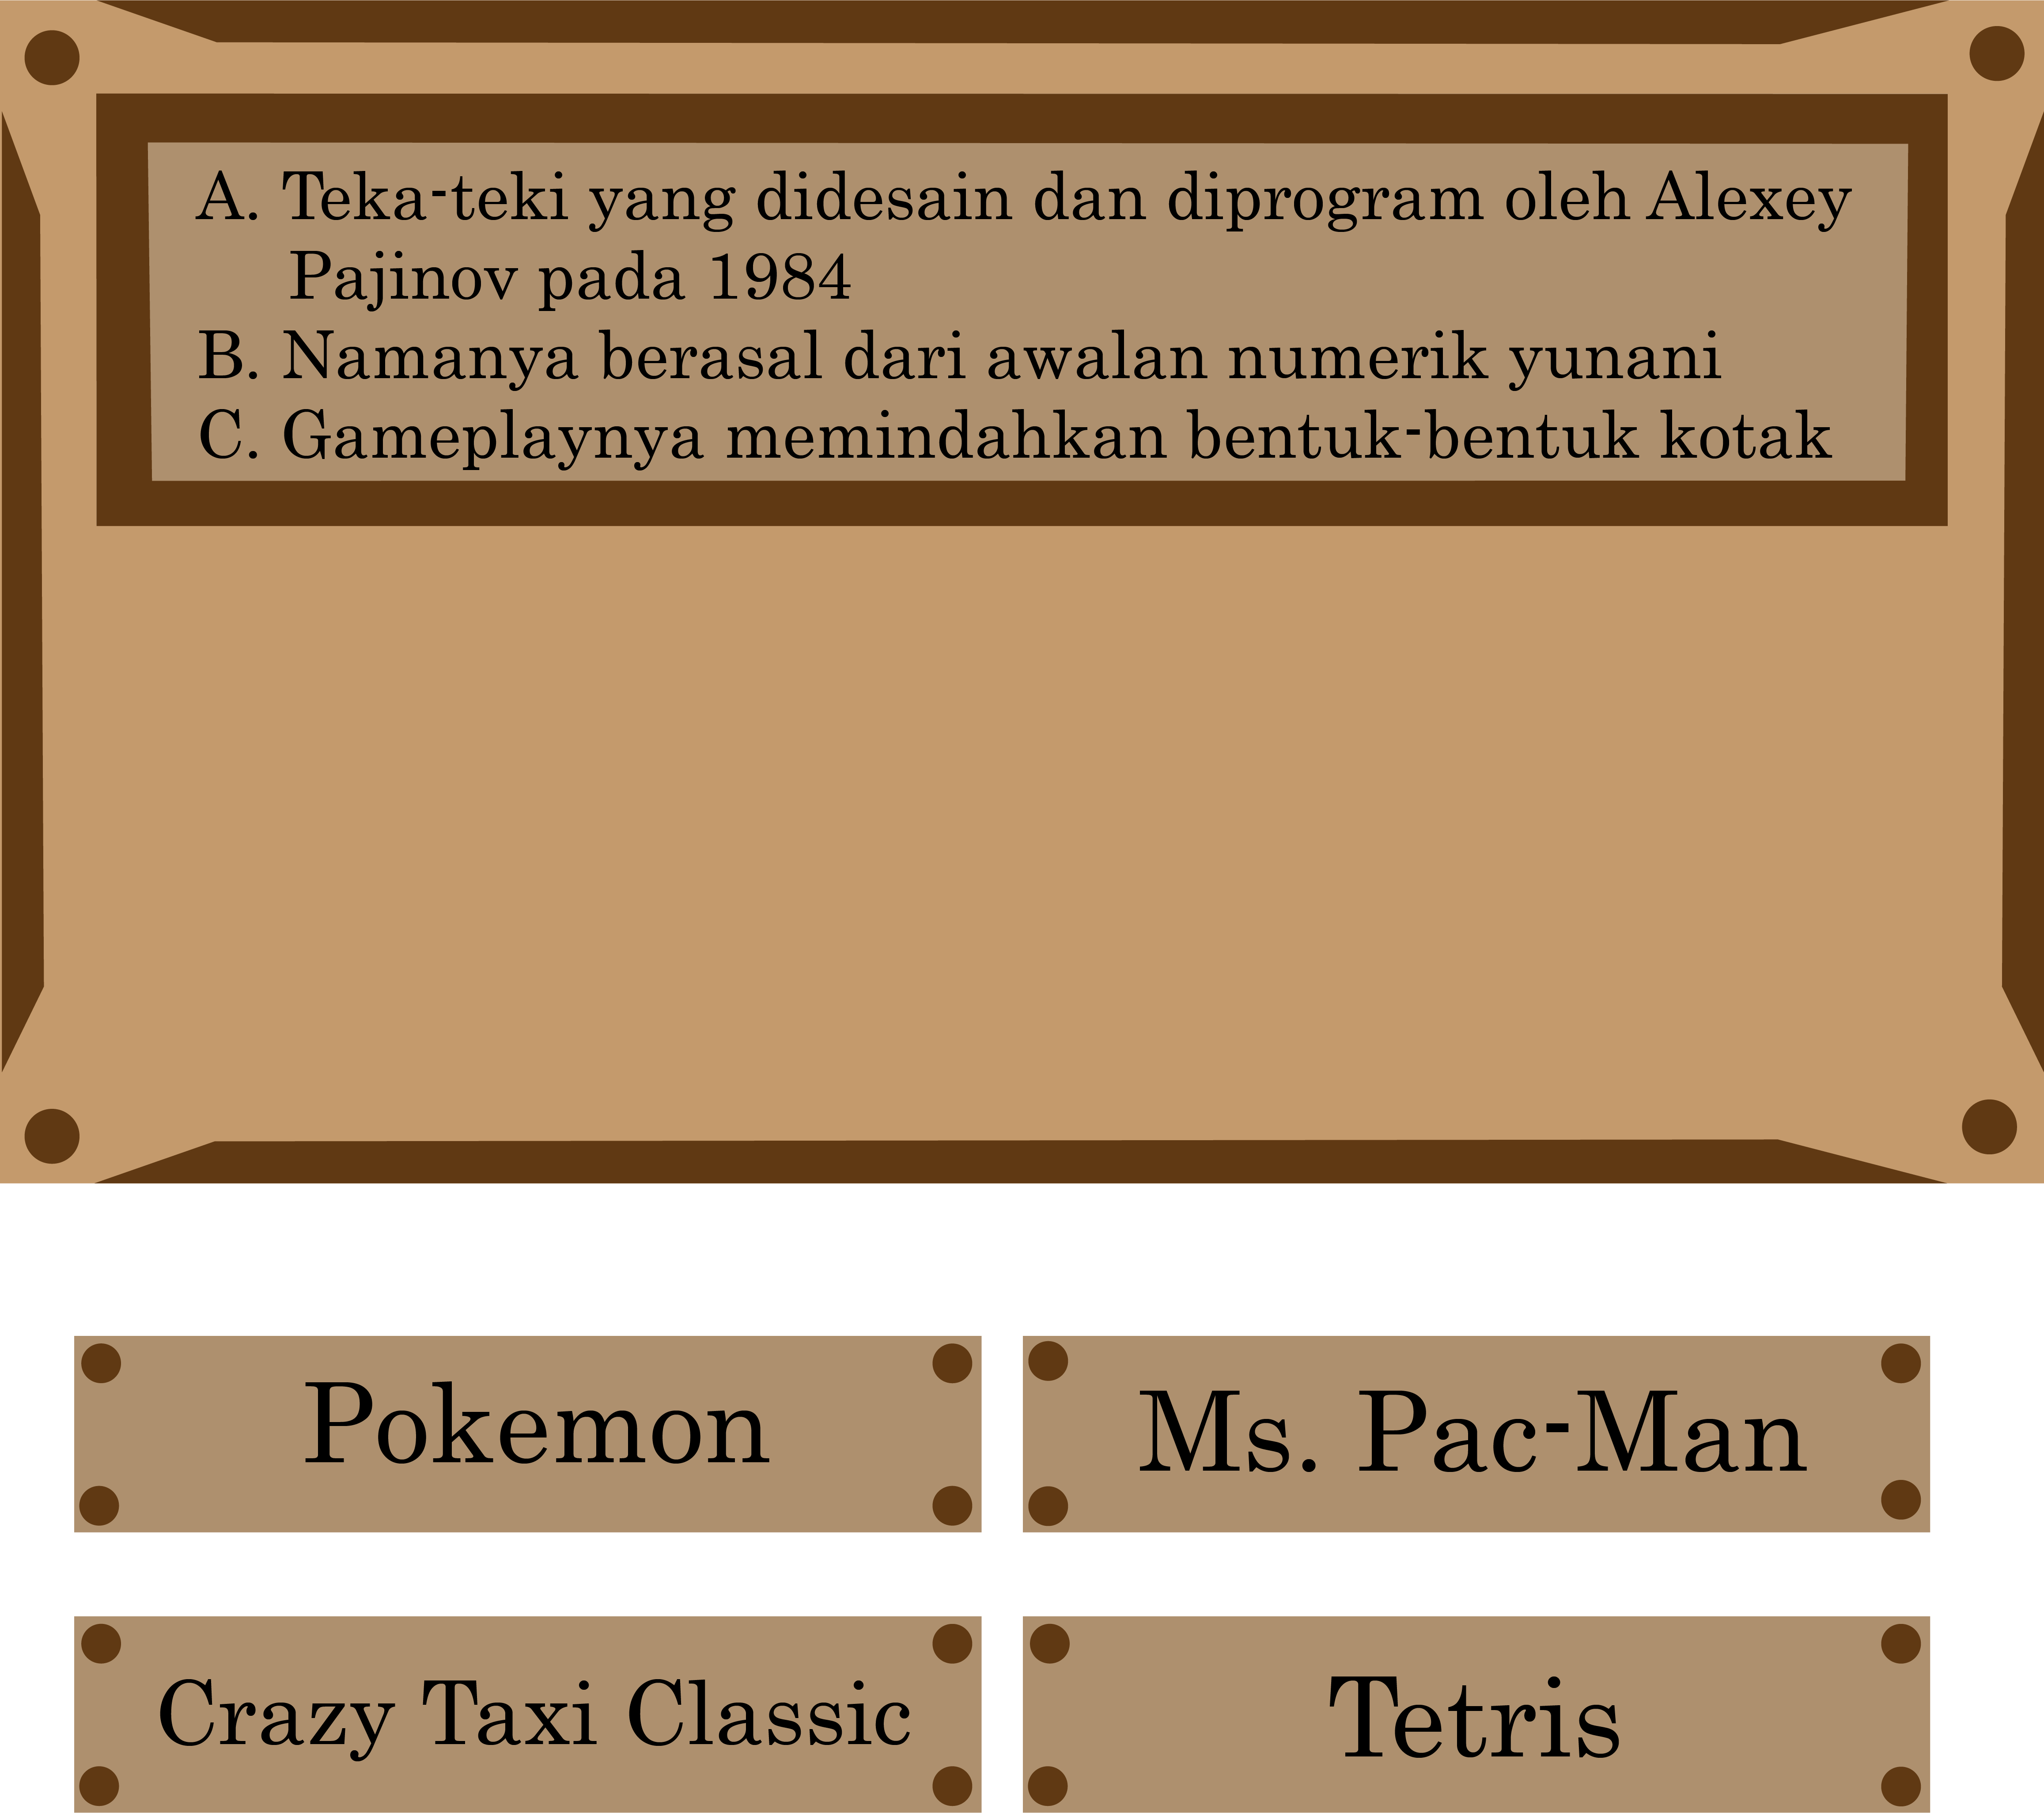 A. Teka-teki yang didesain dan diprogram oleh Alexey
Pajinov pada 1984
B. Namanya berasal dari awalan numerik yunani
C. Gameplaynya memindahkan bentuk-bentuk kotak
Pokemon
Ms. Pac-Man
Crazy Taxi Classic
Tetris